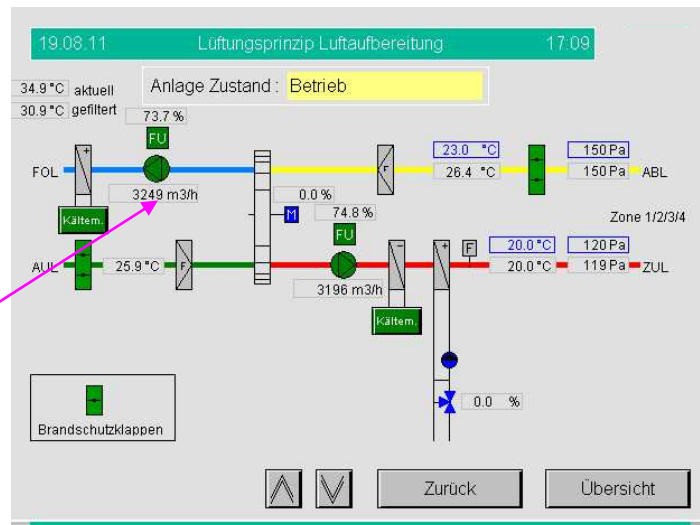 19.08.11 Lüftungsprinzip Luftaufbereitung 17:09
34.9°C aktuell
Anlage Zustand : Betrieb
30.9°C gefiltert
73.7 %
FU
FOL
23.0 °C 150 Pa
26.4 °C 150 Pa ABL
+
F
3249 m3/h
0.0 %
Kältem.
M
74.8 %
Zone 1/2/3/4
FU
AUL
25.9 °C
F
- + F
20.0 °C 120 Pa
20.0 °C 119 Pa ZUL
3196 m3/h
Kältem.
0.0 %
Brandschutzklappen
Zurück
Übersicht